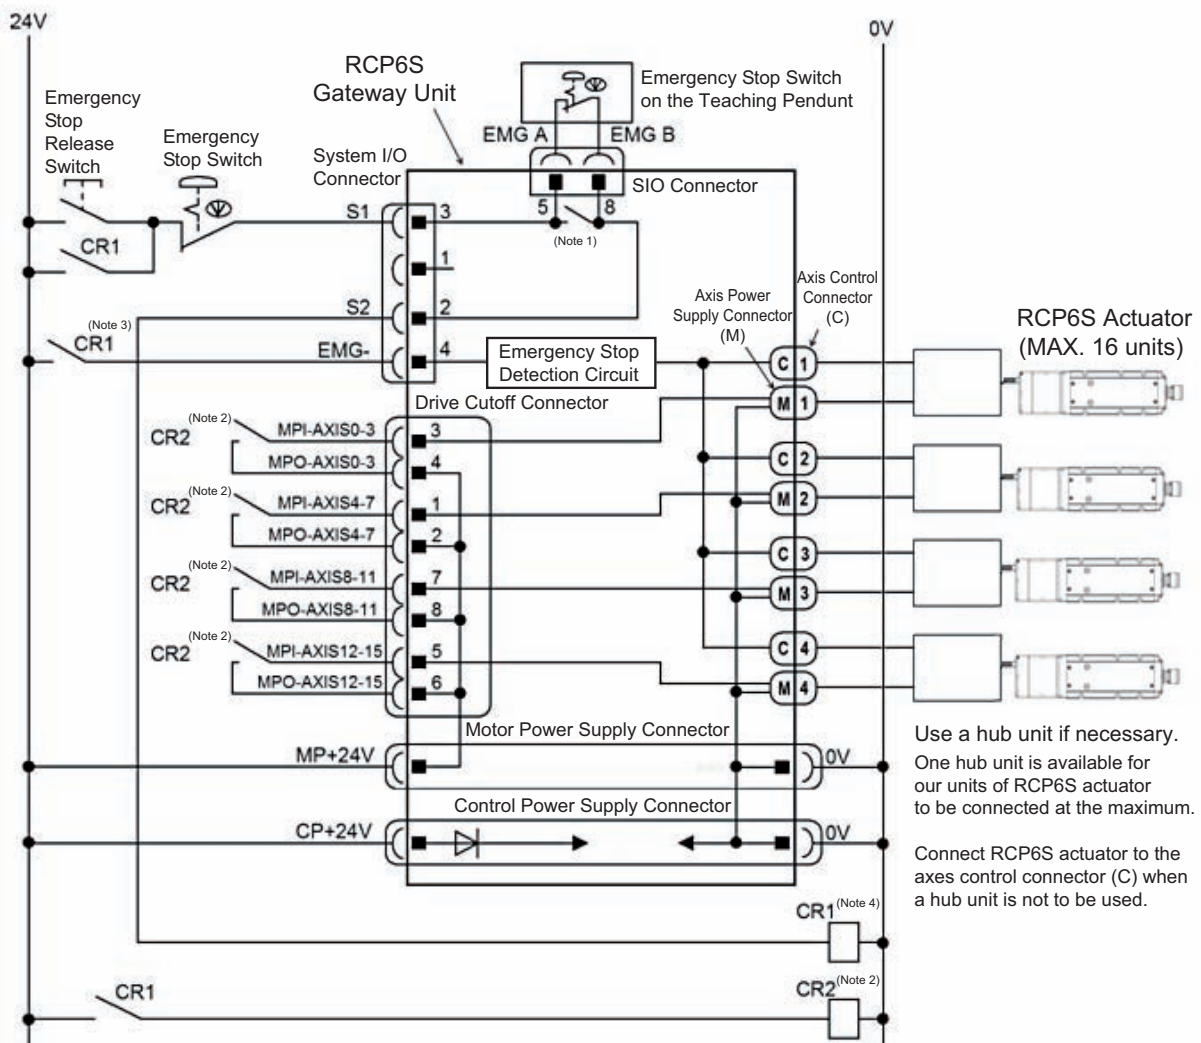 24V
0V
RCP6S
Gateway Unit
Emergency Stop Switch
on the Teaching Pendunt
Emergency
Stop
Release
Switch
Emergency
Stop Switch
EMG A
EMG B
System I/O
Connector
SIO Connector
S1
3
5
8
(Note 1)
CR1
1
S2
2
Axis Power
Supply Connector
(M)
Axis Control
Connector
(C)
RCP6S Actuator
(MAX. 16 units)
CR1
(Note 3)
EMG-
4
Emergency Stop
Detection Circuit
C 1
M 1
Drive Cutoff Connector
CR2
(Note 2)
MPI-AXIS0-3
3
MPO-AXIS0-3
4
C 2
CR2
(Note 2)
MPI-AXIS4-7
1
M 2
MPO-AXIS4-7
2
C 3
CR2
(Note 2)
MPI-AXIS8-11
7
M 3
MPO-AXIS8-11
8
CR2
(Note 2)
MPI-AXIS12-15
5
C 4
MPO-AXIS12-15
6
M 4
Motor Power Supply Connector
MP+24V
0V
Control Power Supply Connector
CP+24V
0V
Use a hub unit if necessary.
One hub unit is available for
our units of RCP6S actuator
to be connected at the maximum.
Connect RCP6S actuator to the
axes control connector (C) when
a hub unit is not to be used.
CR1
(Note 4)
CR1
CR2
(Note 2)